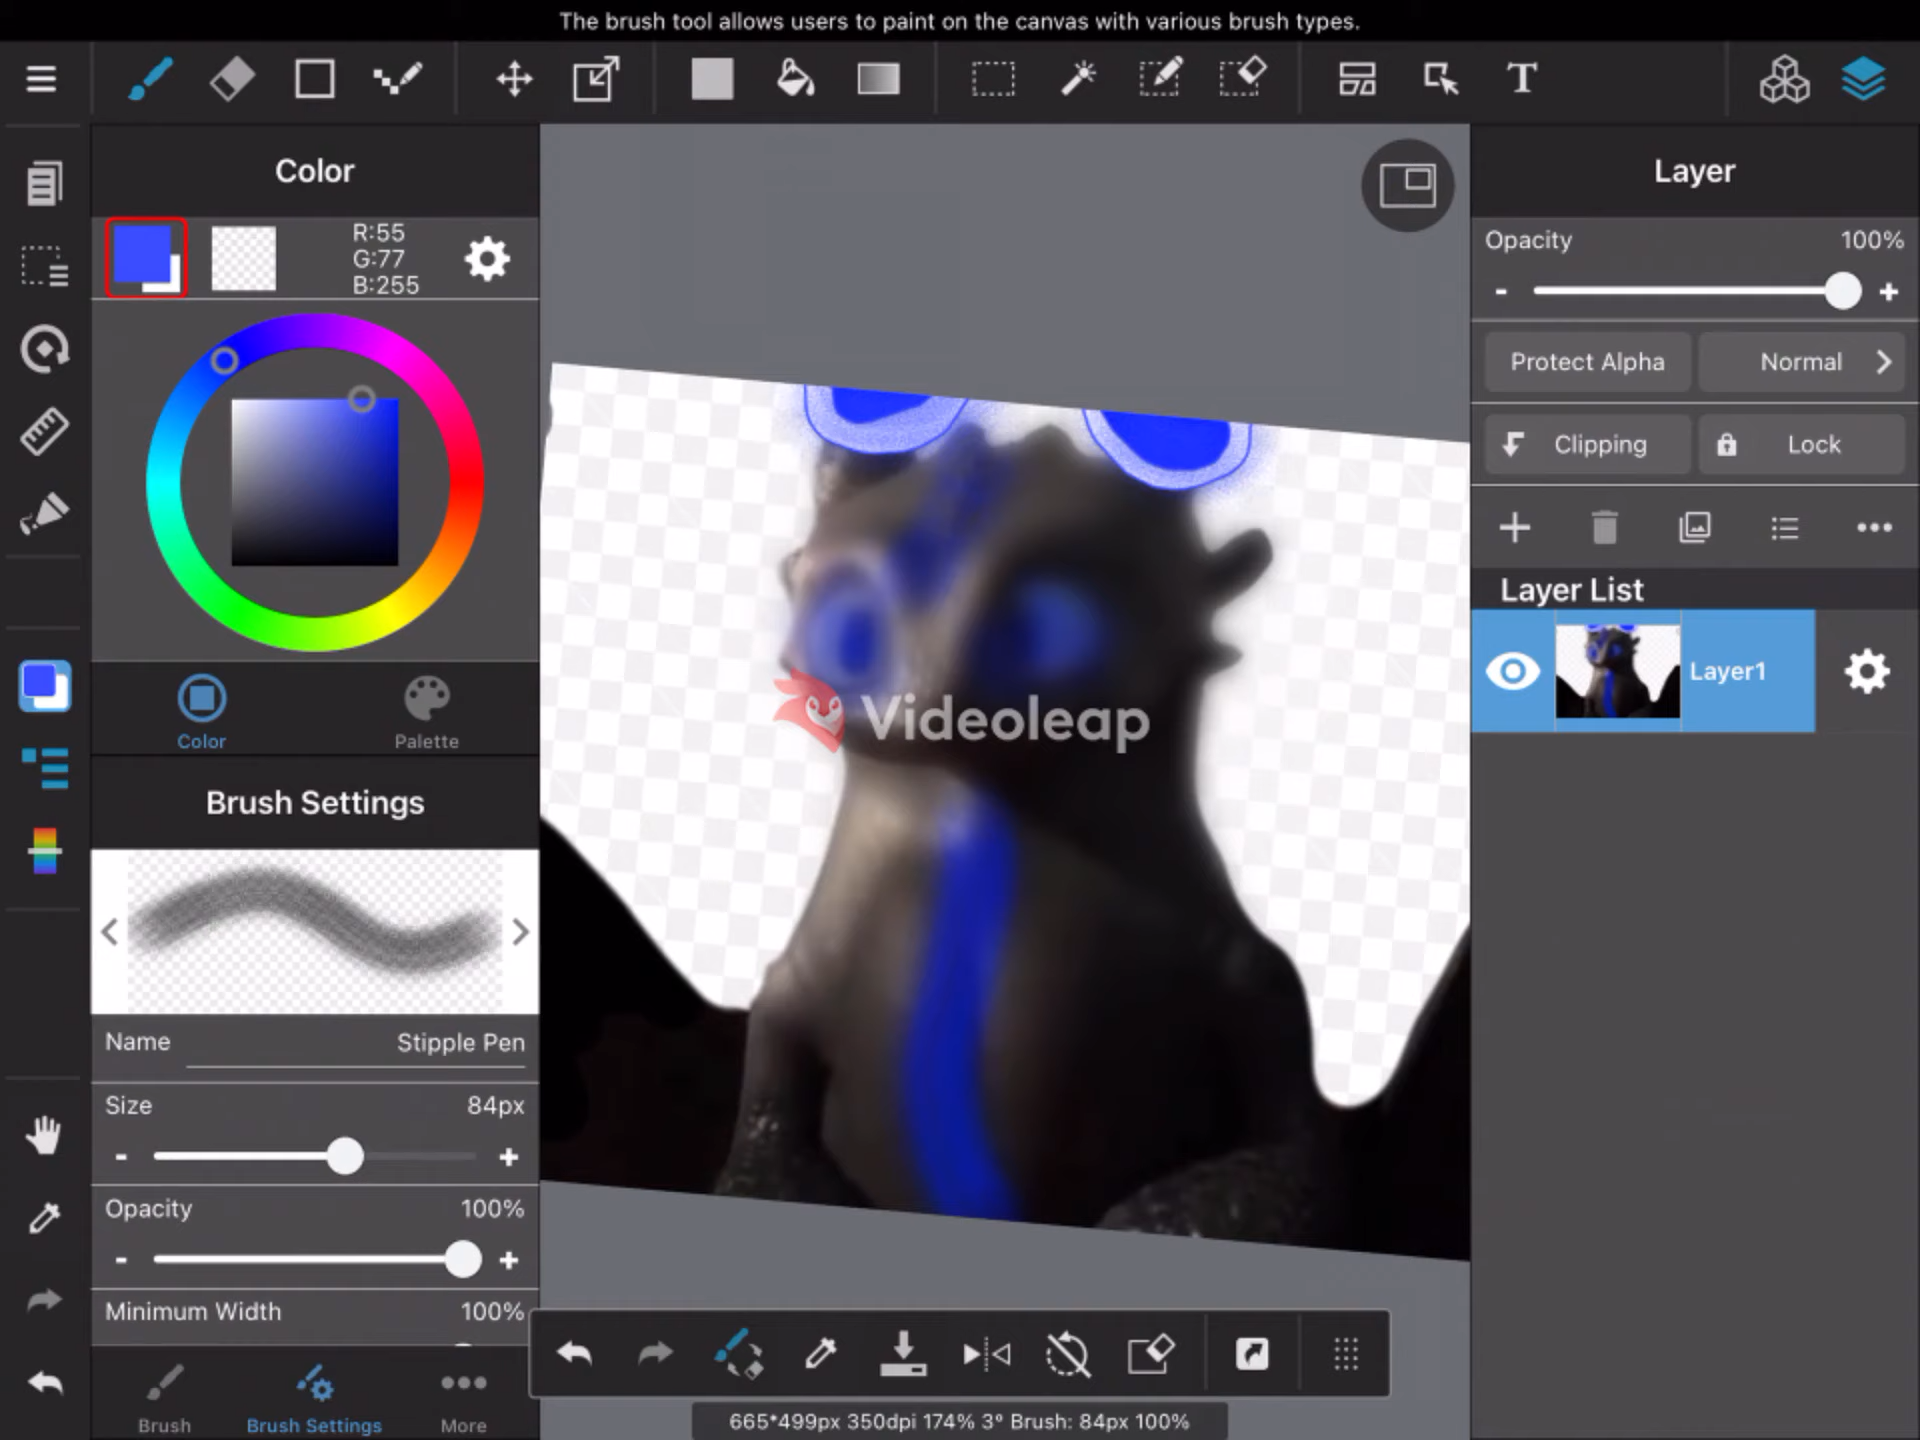 The brush tool allows users to paint on the canvas with various brush types.
T
Color
R:55
G:77
B:255
Color
Palette
Brush Settings
Name
Stipple Pen
Size
84px
-
+
Opacity
100%
-
+
Minimum Width
100%
Brush
Brush Settings
More
Videoleap
665*499px 350dpi 174% 3° Brush: 84px 100%
Layer
Opacity
100%
-
+
Protect Alpha
Normal
Clipping
Lock
Layer List
Layer1